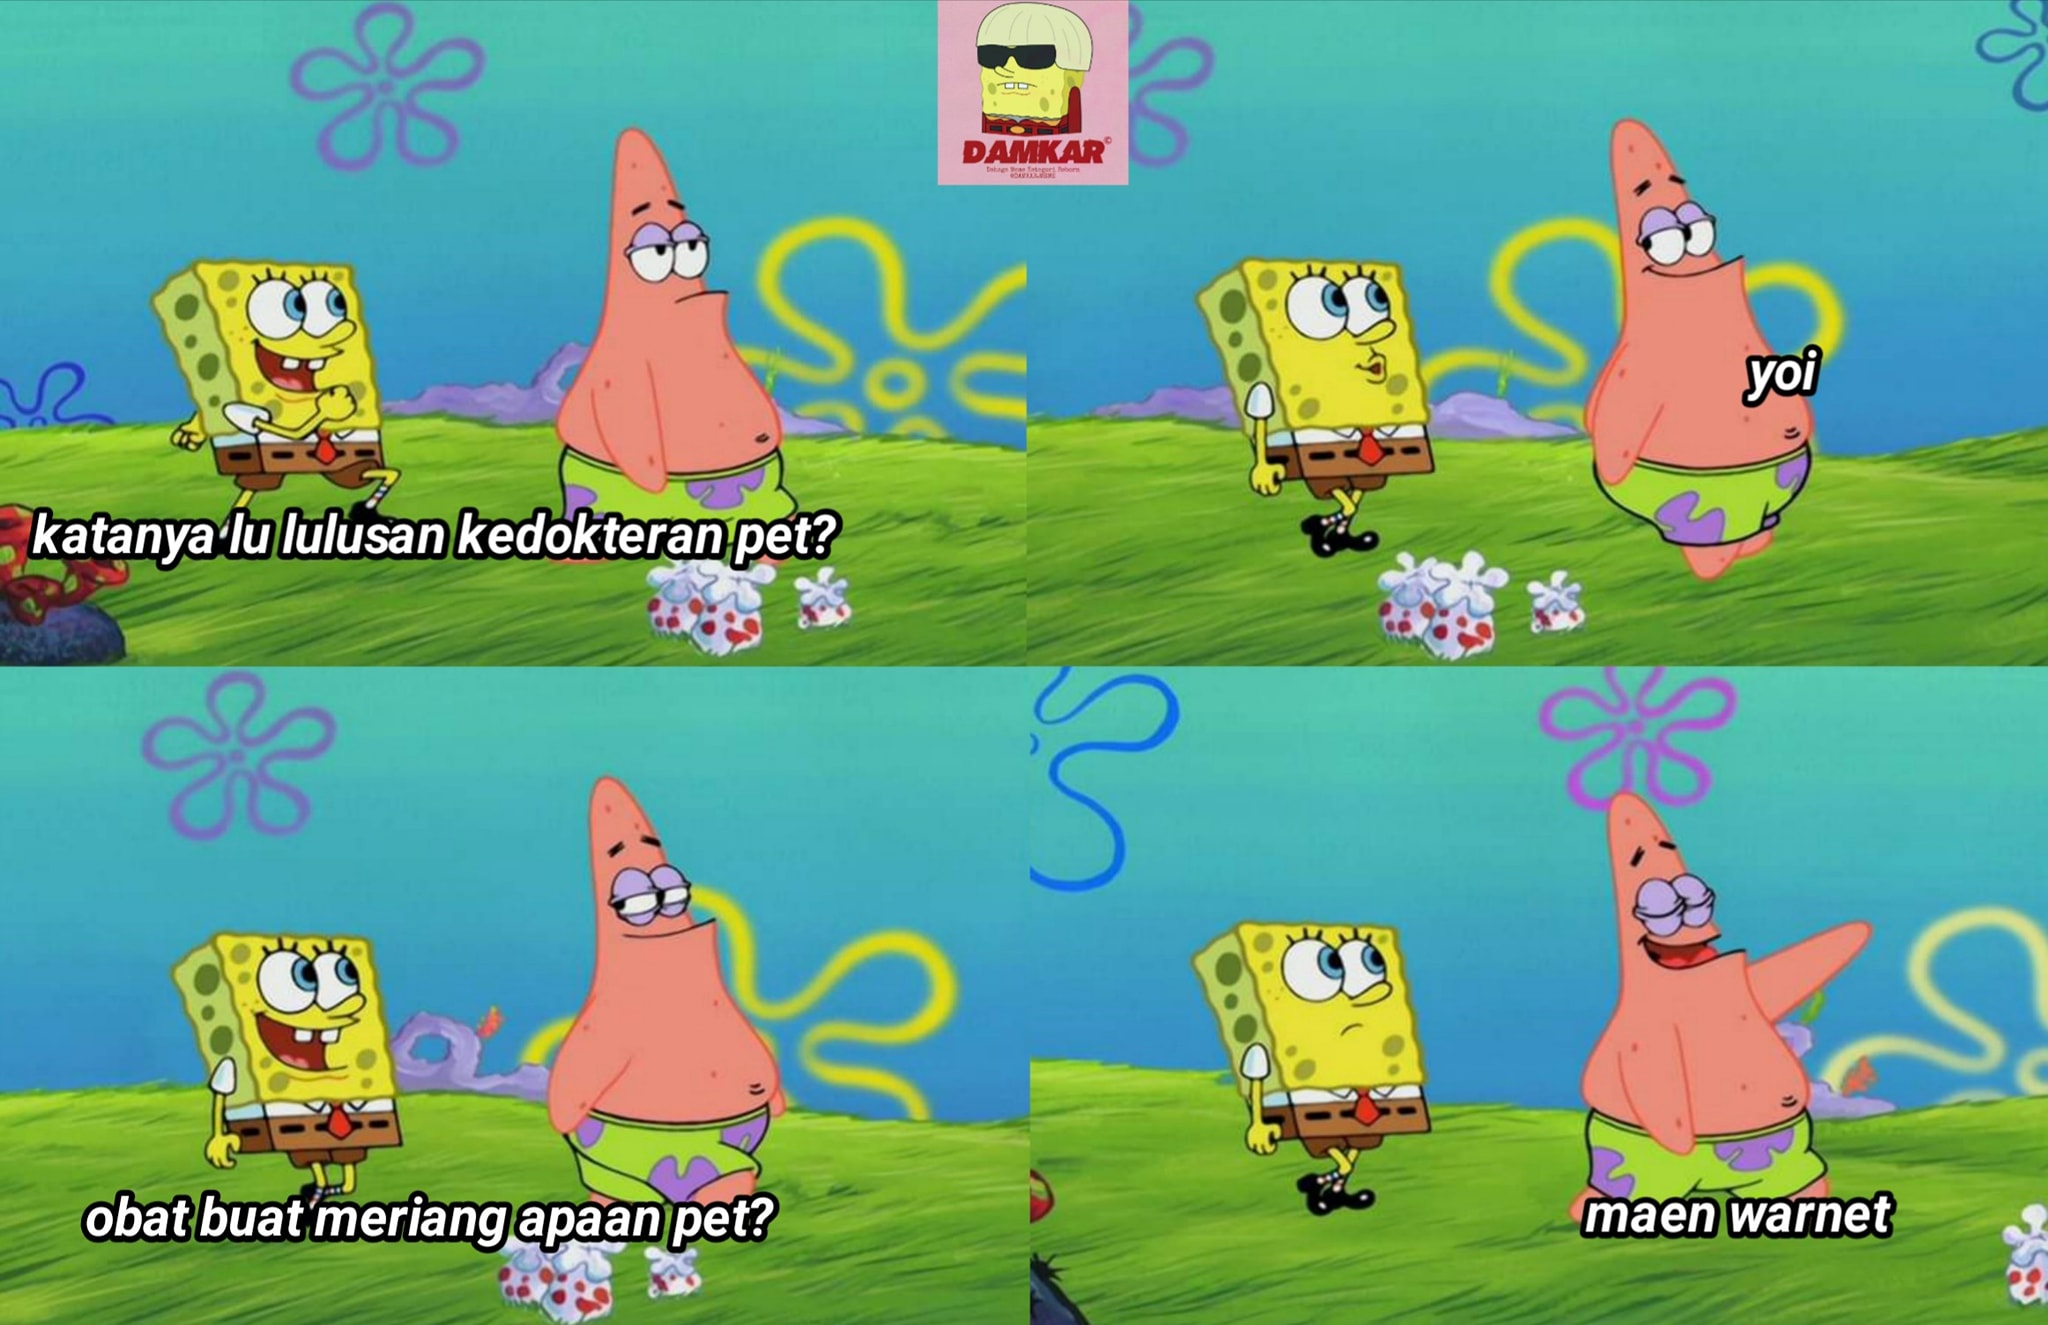 DAMKAR©
katanya lu lulusan kedokteran pet?
yoi
obat buat meriang apaan pet?
maen warnet